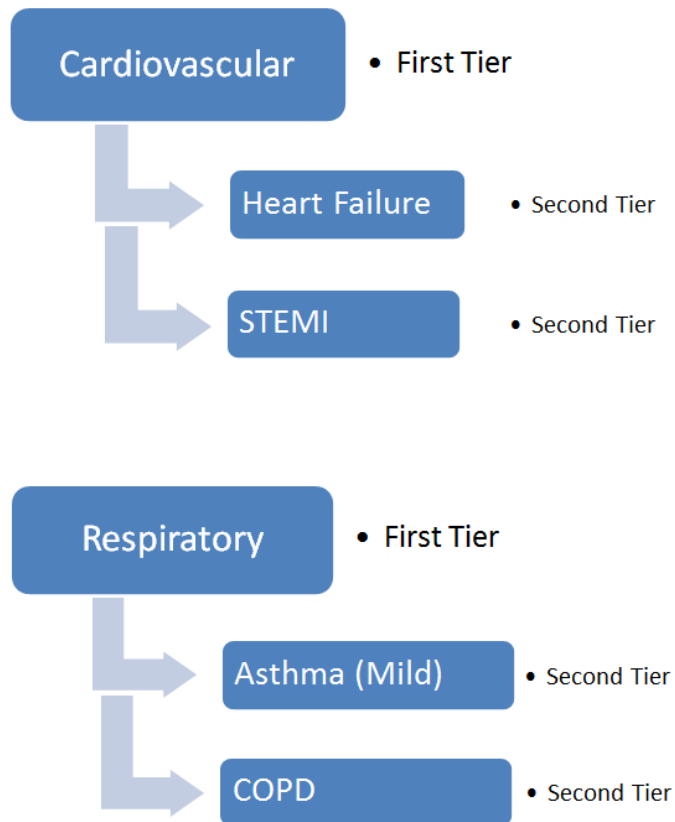 Cardiovascular
• First Tier
Heart Failure
• Second Tier
STEMI
• Second Tier
Respiratory
• First Tier
Asthma (Mild)
• Second Tier
COPD
• Second Tier